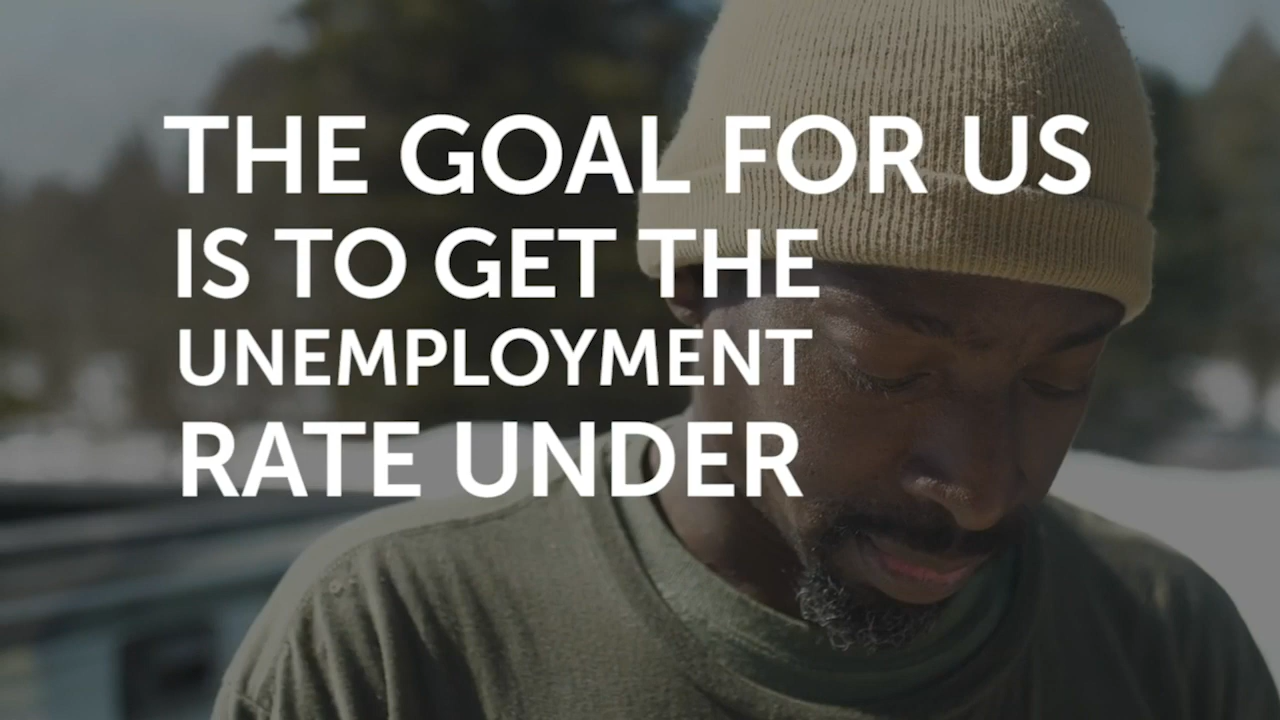 THE GOAL FOR US
IS TO GET THE
UNEMPLOYMENT
RATE UNDER